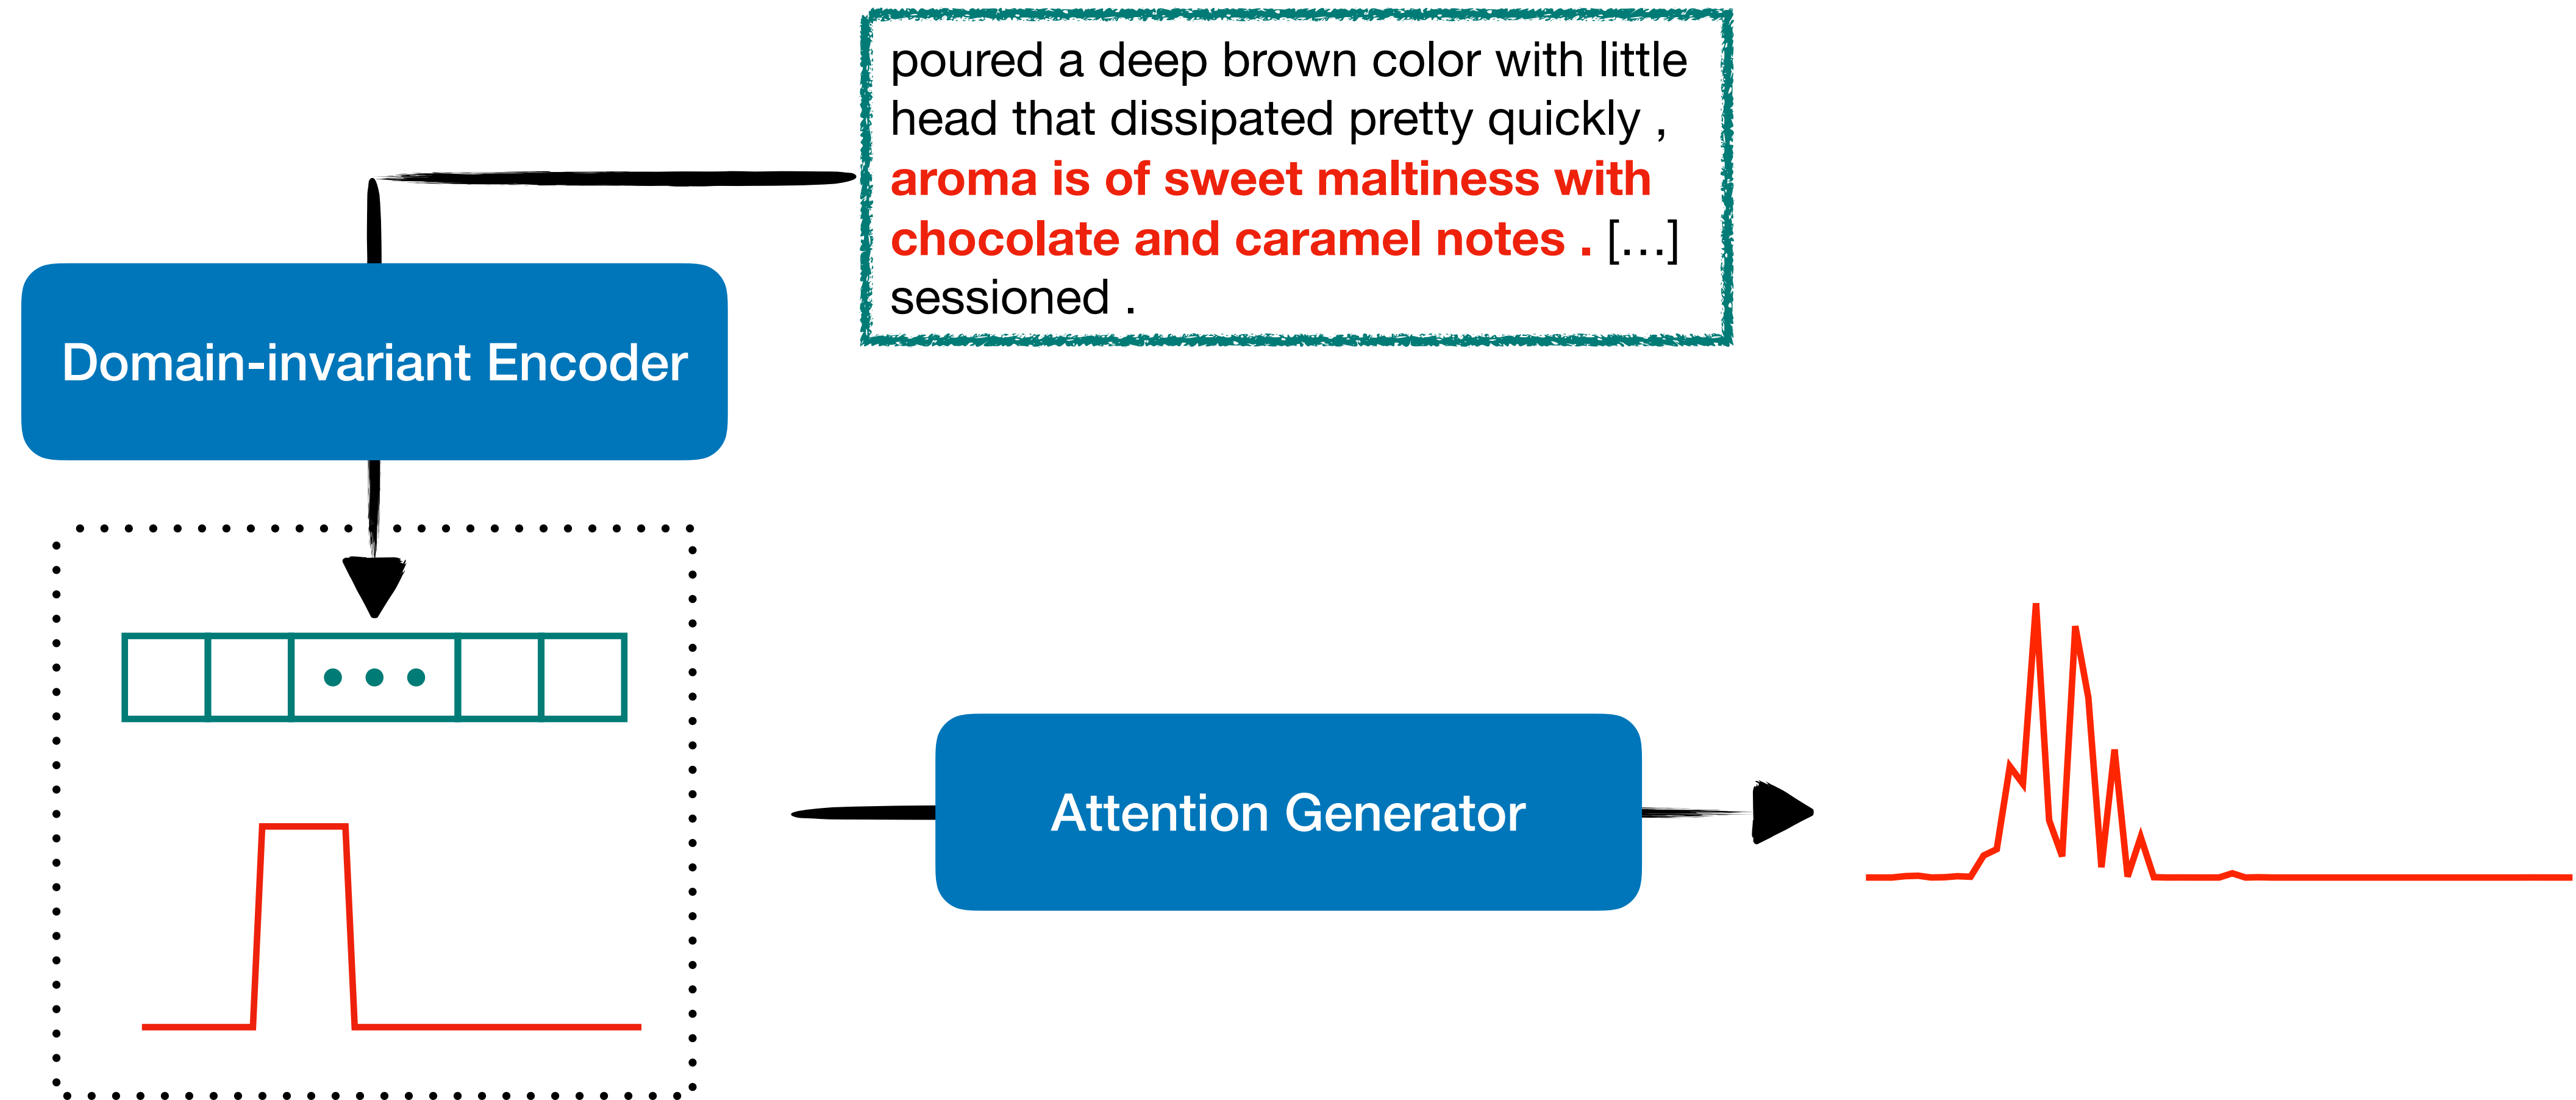 poured a deep brown color with little
head that dissipated pretty quickly ,
aroma is of sweet maltiness with
chocolate and caramel notes . [...]
sessioned .
Domain-invariant Encoder
Attention Generator